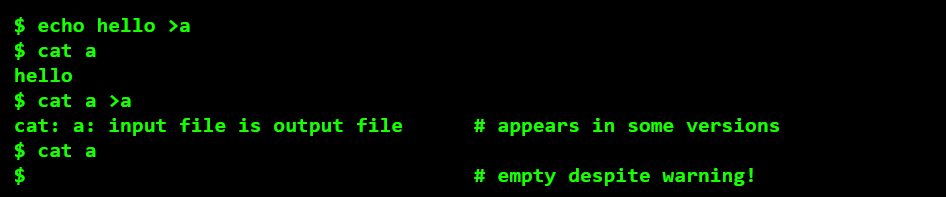 $ echo hello >a
$ cat a
hello
$ cat a >a
cat: a: input file is output file      # appears in some versions
$ cat a
$                                      # empty despite warning!